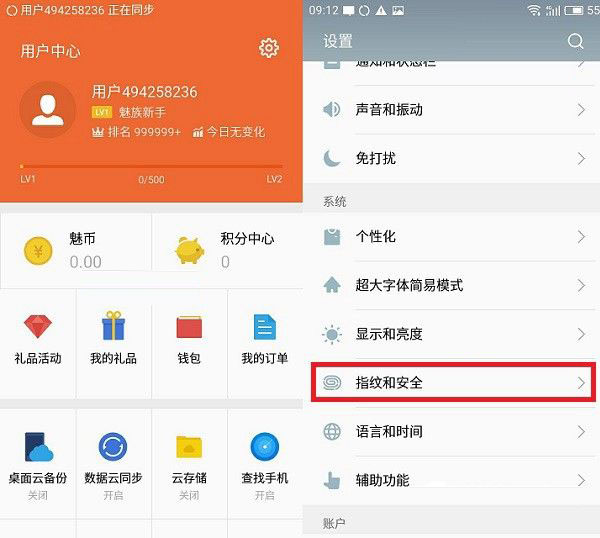 用户494258236 正在同步
用户中心
用户494258236
LV1 魅族新手
排名 999999+ 今日无变化
LV1 0/500 LV2
魅币
0.00
积分中心
0
礼品活动
我的礼品
钱包
我的订单
桌面云备份
关闭
数据云同步
开启
云存储
关闭
查找手机
开启
09:12 55
设置
通知和状态栏
声音和振动
免打扰
系统
个性化
超大字体简易模式
显示和亮度
指纹和安全
语言和时间
辅助功能
账户